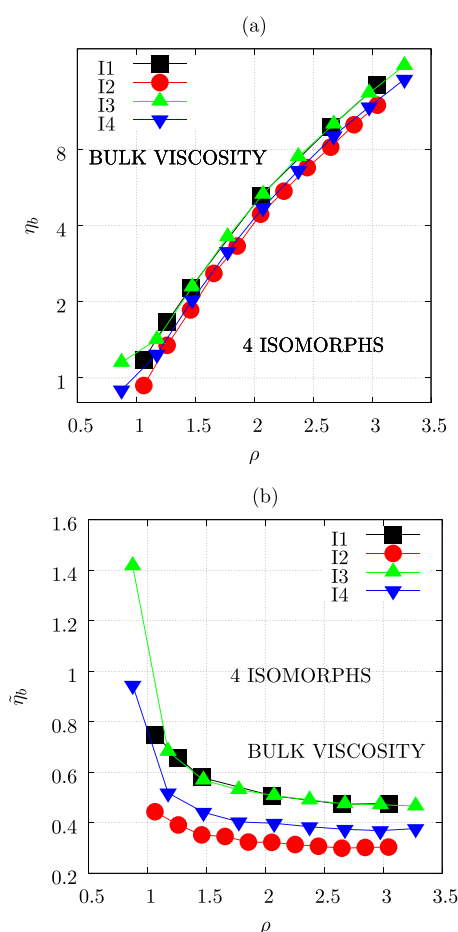 (a)
I1
I2
I3
I4
BULK VISCOSITY
4 ISOMORPHS
8
4
2
1
η_b
0.5 1 1.5 2 2.5 3 3.5
ρ
(b)
1.6
1.4
1.2
1
0.8
0.6
0.4
0.2
η̃_b
I1
I2
I3
I4
4 ISOMORPHS
BULK VISCOSITY
0.5 1 1.5 2 2.5 3 3.5
ρ